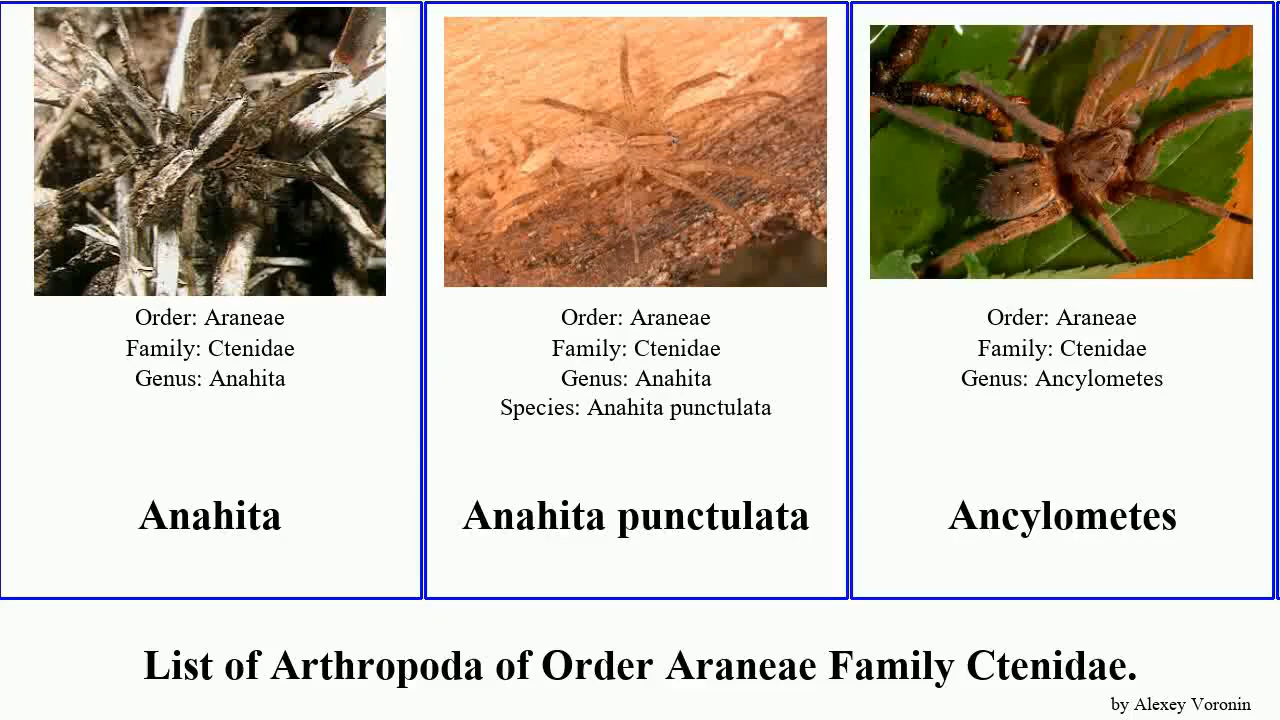 Order: Araneae
Family: Ctenidae
Genus: Anahita
Anahita
Order: Araneae
Family: Ctenidae
Genus: Anahita
Species: Anahita punctulata
Anahita punctulata
Order: Araneae
Family: Ctenidae
Genus: Ancylometes
Ancylometes
List of Arthropoda of Order Araneae Family Ctenidae.
by Alexey Voronin